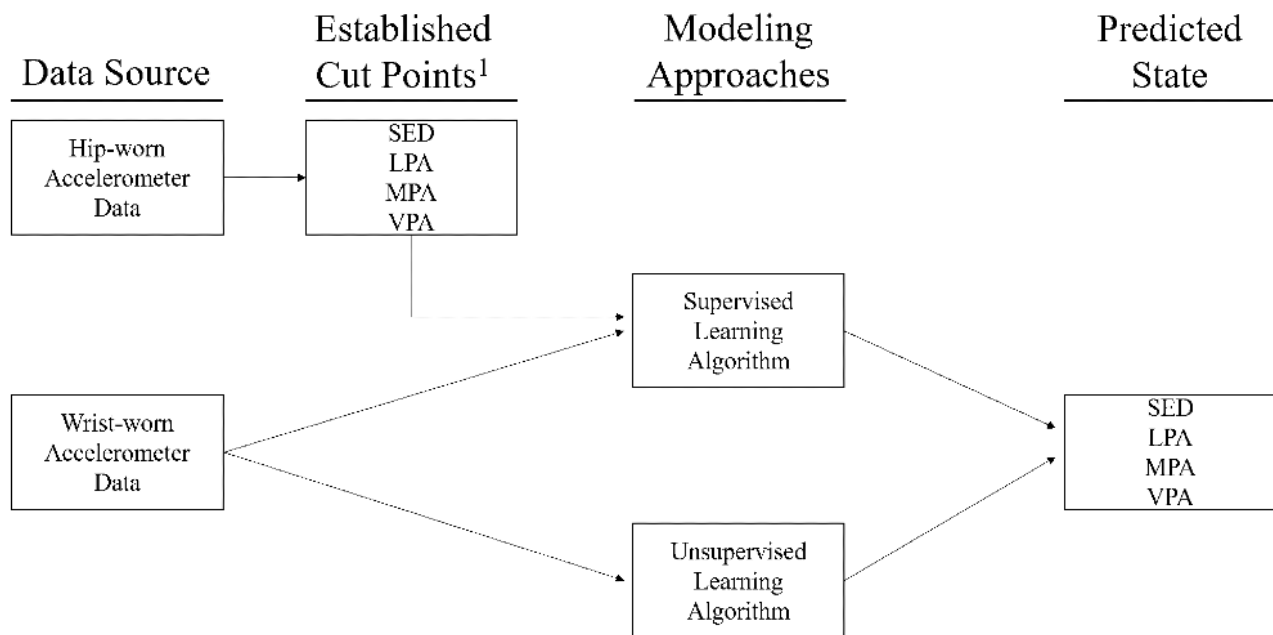 Data Source
Established
Cut Points¹
Modeling
Approaches
Predicted
State
Hip-worn
Accelerometer
Data
SED
LPA
MPA
VPA
Supervised
Learning
Algorithm
Wrist-worn
Accelerometer
Data
SED
LPA
MPA
VPA
Unsupervised
Learning
Algorithm